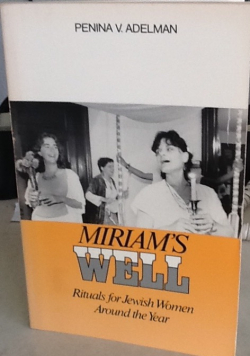 PENINA V. ADELMAN
MIRIAM'S
WELL
Rituals for Jewish Women
Around the Year